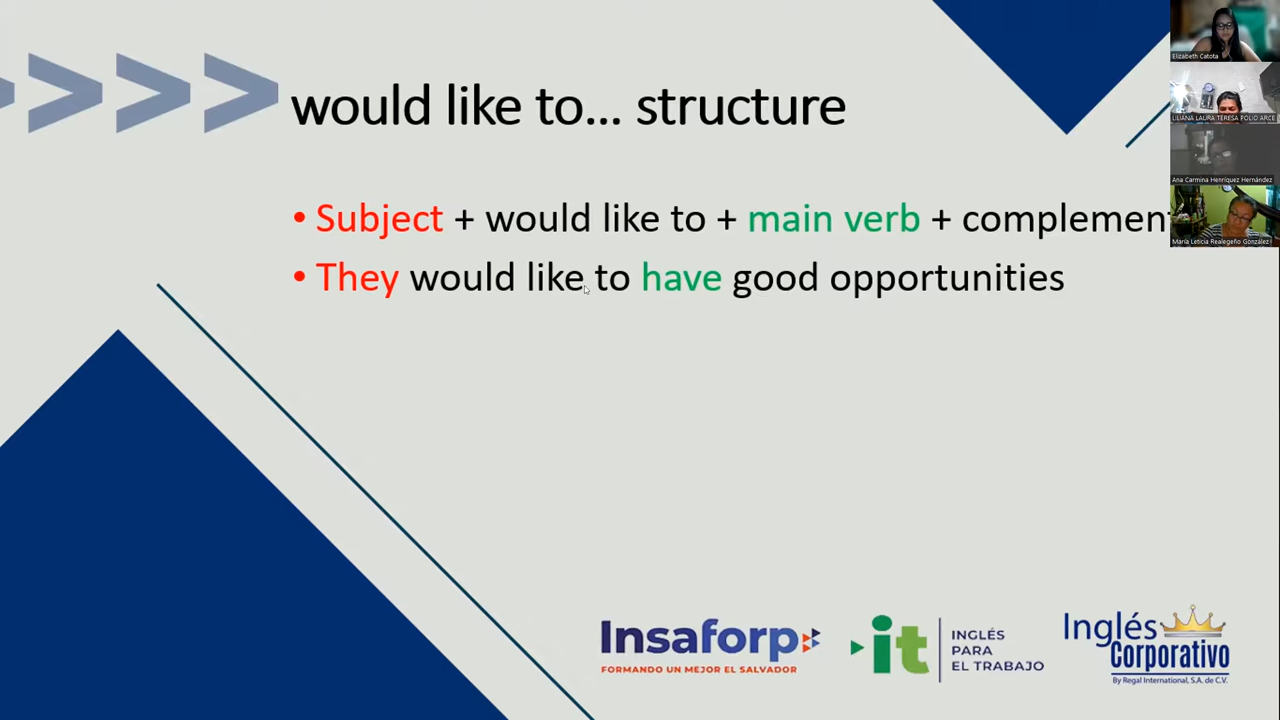 would like to... structure
• Subject + would like to + main verb + complement
• They would like to have good opportunities
Elizabeth Catota
LILIANA LAURA TERESA POLIO ARCE
Ana Carmina Henríquez Hernández
María Leticia Realegeño González
Insaforp
FORMANDO UN MEJOR EL SALVADOR
it
INGLÉS
PARA
EL TRABAJO
Inglés
Corporativo
By Regal International, S.A. de C.V.